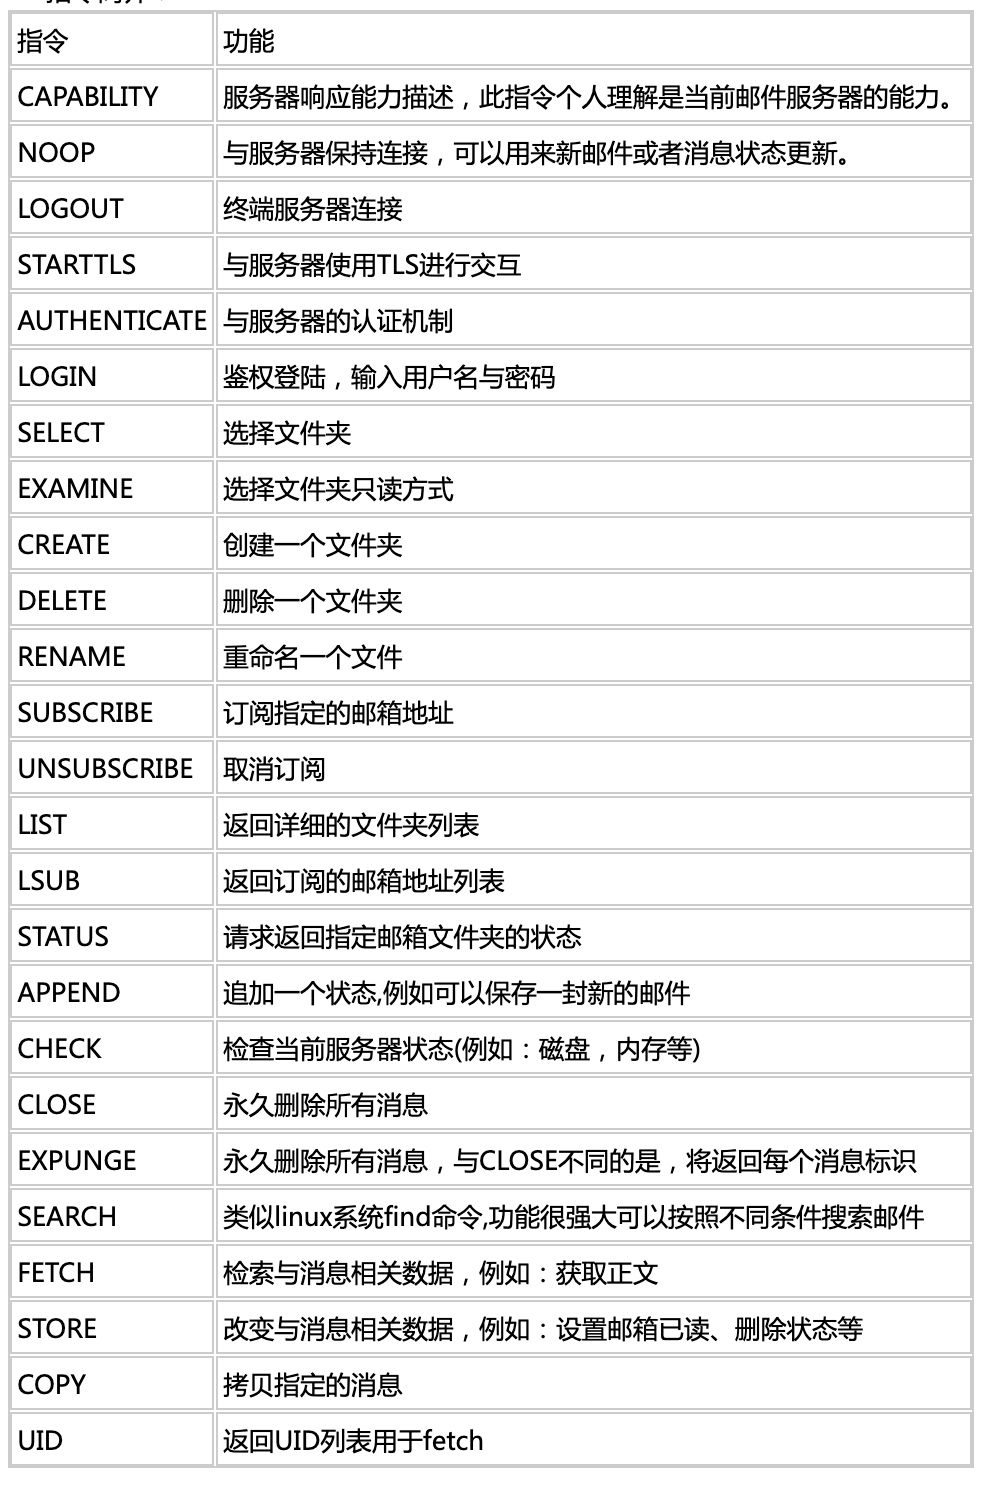 指令 功能
CAPABILITY 服务器响应能力描述，此指令个人理解是当前邮件服务器的能力。
NOOP 与服务器保持连接，可以用来新邮件或者消息状态更新。
LOGOUT 终端服务器连接
STARTTLS 与服务器使用TLS进行交互
AUTHENTICATE 与服务器的认证机制
LOGIN 鉴权登陆，输入用户名与密码
SELECT 选择文件夹
EXAMINE 选择文件夹只读方式
CREATE 创建一个文件夹
DELETE 删除一个文件夹
RENAME 重命名一个文件
SUBSCRIBE 订阅指定的邮箱地址
UNSUBSCRIBE 取消订阅
LIST 返回详细的文件夹列表
LSUB 返回订阅的邮箱地址列表
STATUS 请求返回指定邮箱文件夹的状态
APPEND 追加一个状态,例如可以保存一封新的邮件
CHECK 检查当前服务器状态(例如：磁盘，内存等)
CLOSE 永久删除所有消息
EXPUNGE 永久删除所有消息，与CLOSE不同的是，将返回每个消息标识
SEARCH 类似linux系统find命令,功能很强大可以按照不同条件搜索邮件
FETCH 检索与消息相关数据，例如：获取正文
STORE 改变与消息相关数据，例如：设置邮箱已读、删除状态等
COPY 拷贝指定的消息
UID 返回UID列表用于fetch